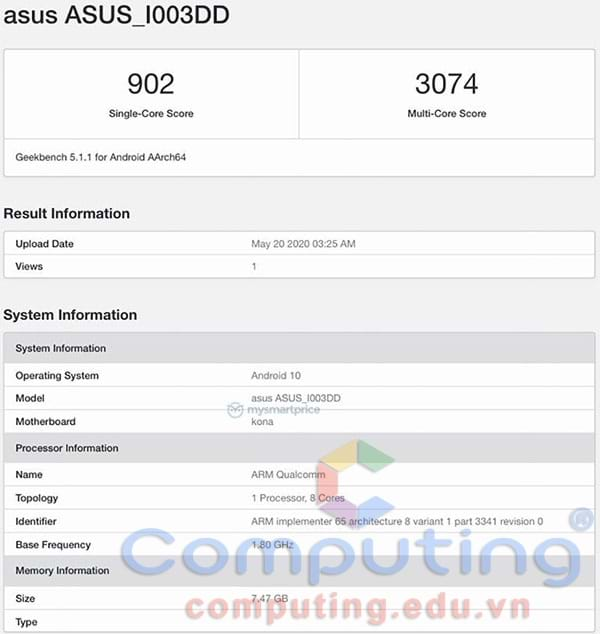 asus ASUS_I003DD
902 3074
Single-Core Score Multi-Core Score
Geekbench 5.1.1 for Android AArch64
Result Information
Upload Date May 20 2020 03:25 AM
Views 1
System Information
System Information
Operating System Android 10
Model asus ASUS_I003DD
mysmartprice
Motherboard kona
Processor Information
Name ARM Qualcomm
Topology 1 Processor, 8 Cores
Identifier ARM implementer 65 architecture 8 variant 1 part 3341 revision 0
Base Frequency 1.80 GHz
Computing
Memory Information
Size 7.47 GB
computing.edu.vn
Type